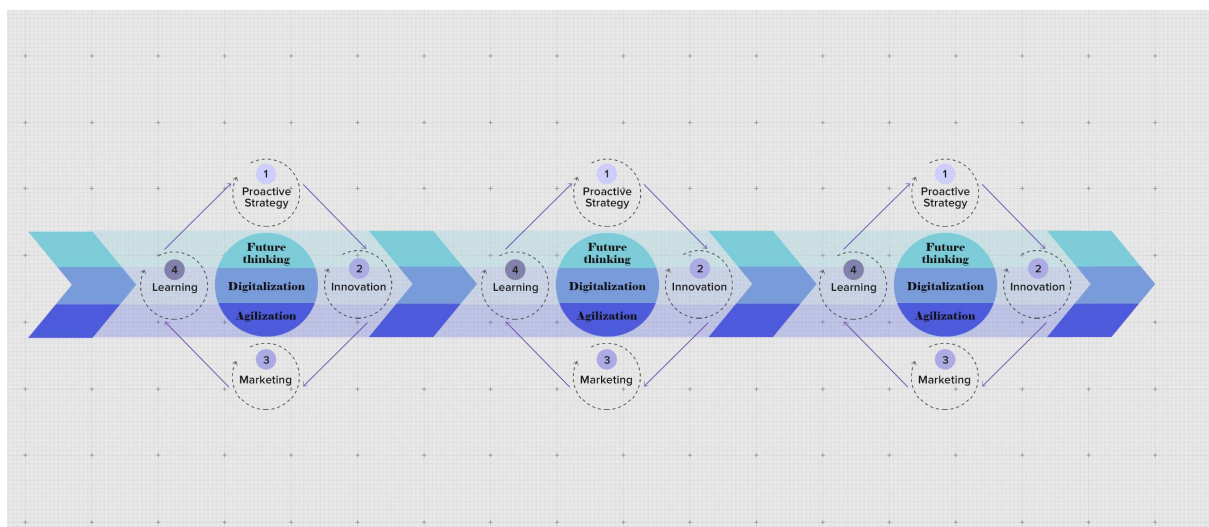 1
Proactive
Strategy
Future
thinking
4
Learning
Digitalization
2
Innovation
Agilization
3
Marketing
1
Proactive
Strategy
Future
thinking
4
Learning
Digitalization
2
Innovation
Agilization
3
Marketing
1
Proactive
Strategy
Future
thinking
4
Learning
Digitalization
2
Innovation
Agilization
3
Marketing